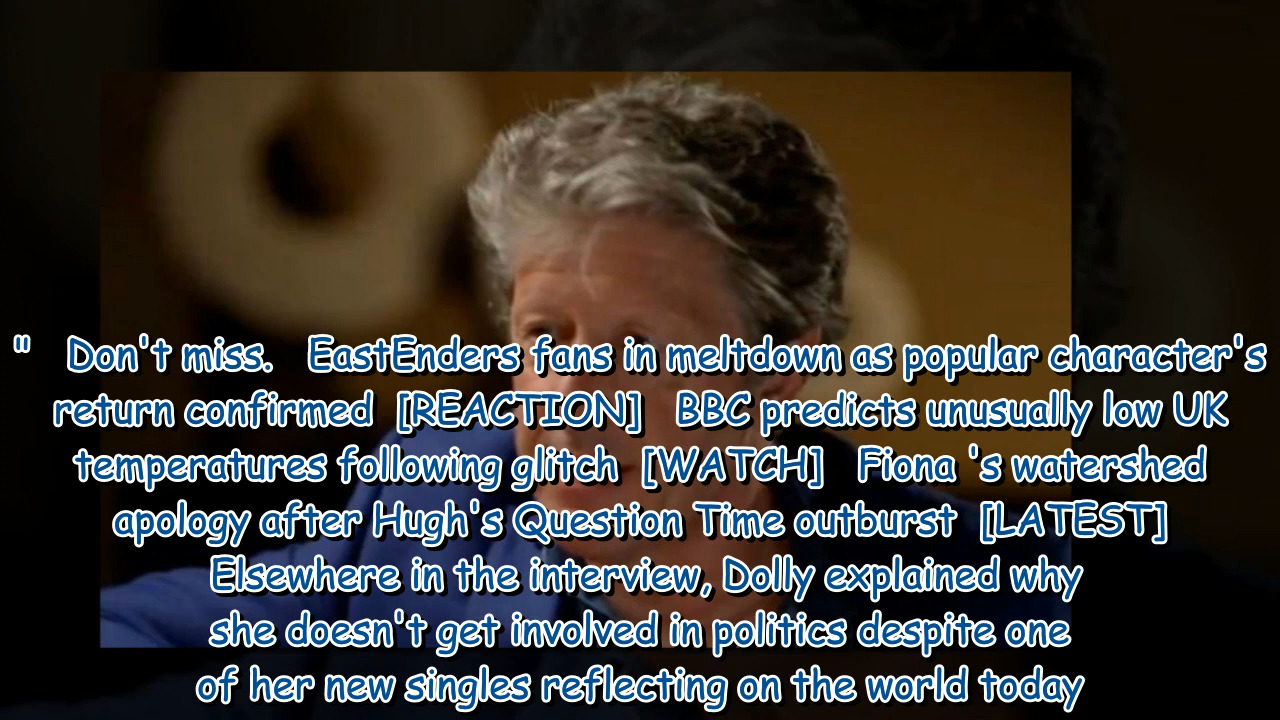 "   Don't miss.   EastEnders fans in meltdown as popular character's
return confirmed  [REACTION]   BBC predicts unusually low UK
temperatures following glitch  [WATCH]   Fiona 's watershed
apology after Hugh's Question Time outburst  [LATEST]
Elsewhere in the interview, Dolly explained why
she doesn't get involved in politics despite one
of her new singles reflecting on the world today